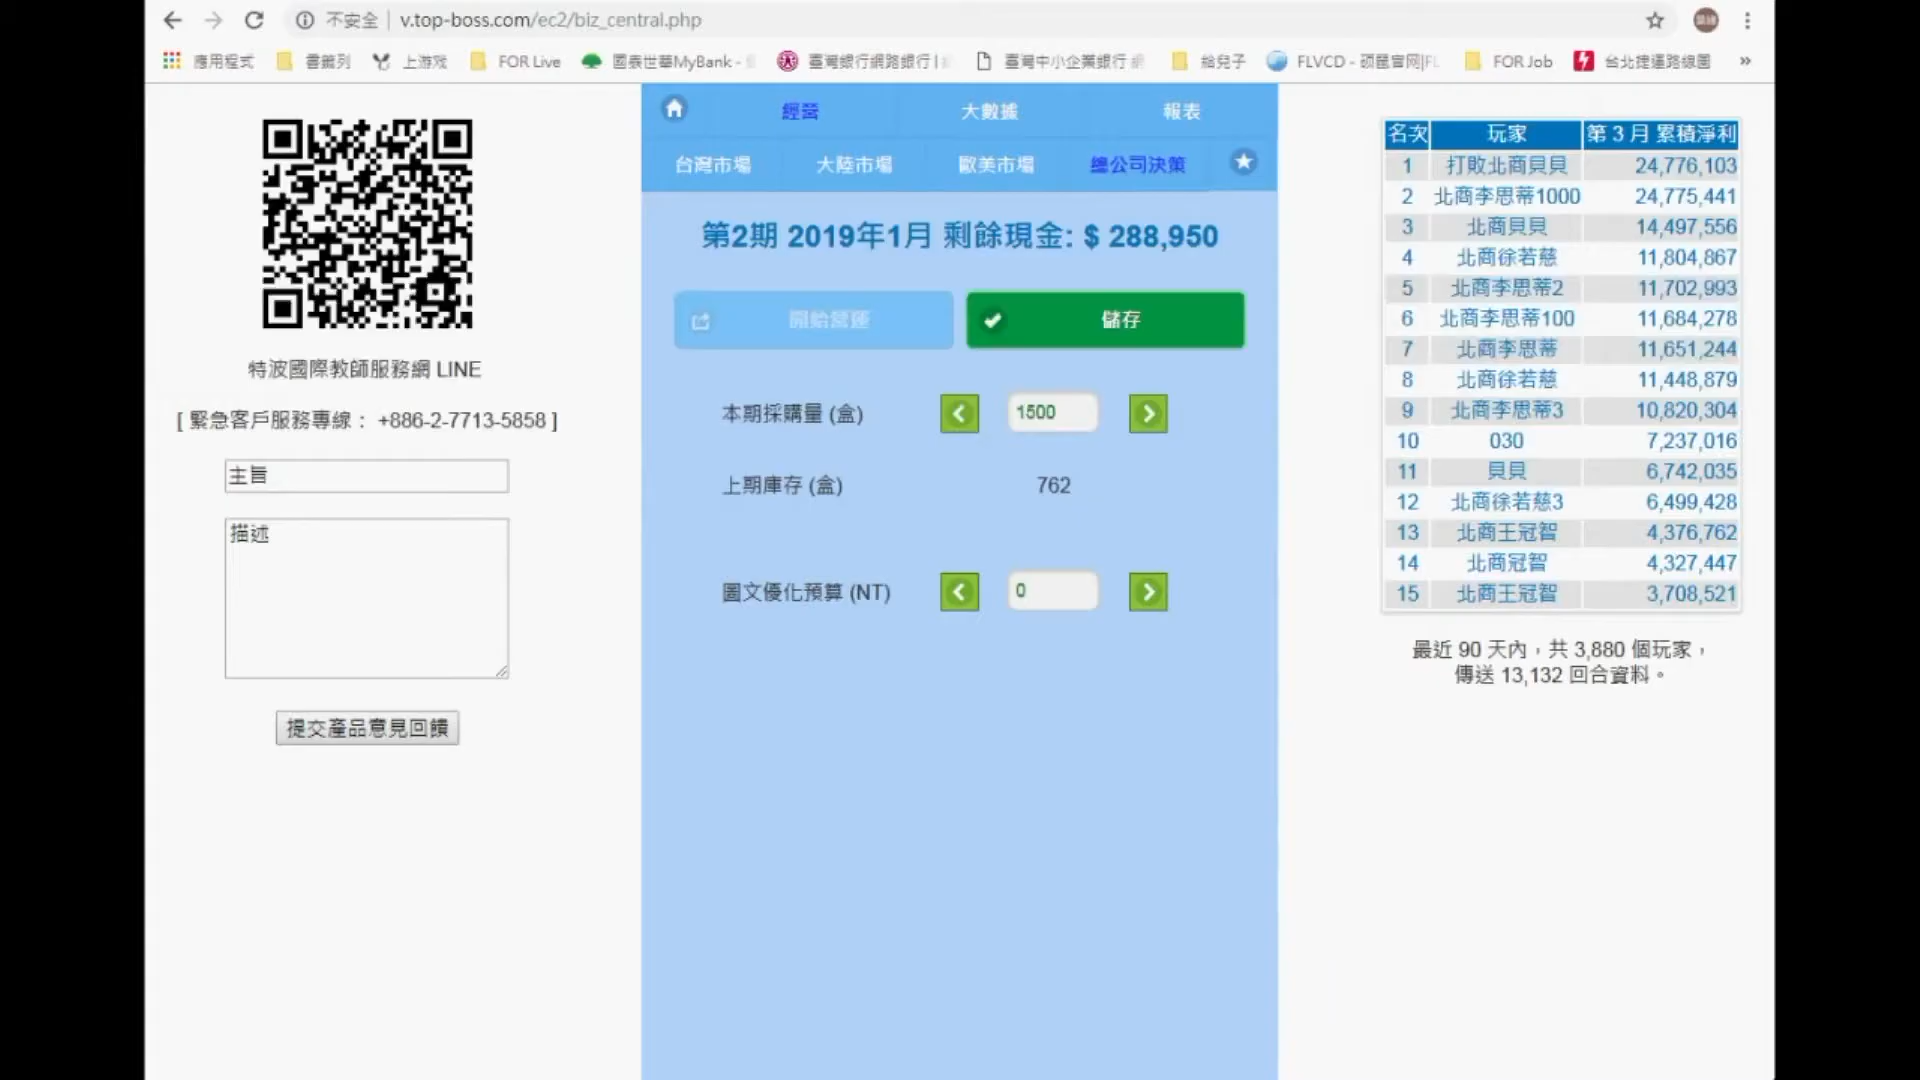 不安全 | v.top-boss.com/ec2/biz_central.php
應用程式 書籤列 上游戏 FOR Live 國泰世華MyBank - 臺灣銀行網路銀行 | 臺灣中小企業銀行 給兒子 FLVCD - 硕鼠官网|FL FOR Job 台北捷運路線圖 »
特波國際教師服務網 LINE
[ 緊急客戶服務專線： +886-2-7713-5858 ]
主旨
描述
提交產品意見回饋
經營 大數據 報表
台灣市場 大陸市場 歐美市場 總公司決策
第2期 2019年1月 剩餘現金: $ 288,950
開始營運 儲存
本期採購量 (盒) 1500
上期庫存 (盒) 762
圖文優化預算 (NT) 0
名次 玩家 第 3 月 累積淨利
1 打敗北商貝貝 24,776,103
2 北商李思蒂1000 24,775,441
3 北商貝貝 14,497,556
4 北商徐若慈 11,804,867
5 北商李思蒂2 11,702,993
6 北商李思蒂100 11,684,278
7 北商李思蒂 11,651,244
8 北商徐若慈 11,448,879
9 北商李思蒂3 10,820,304
10 030 7,237,016
11 貝貝 6,742,035
12 北商徐若慈3 6,499,428
13 北商王冠智 4,376,762
14 北商冠智 4,327,447
15 北商王冠智 3,708,521
最近 90 天內，共 3,880 個玩家，
傳送 13,132 回合資料。